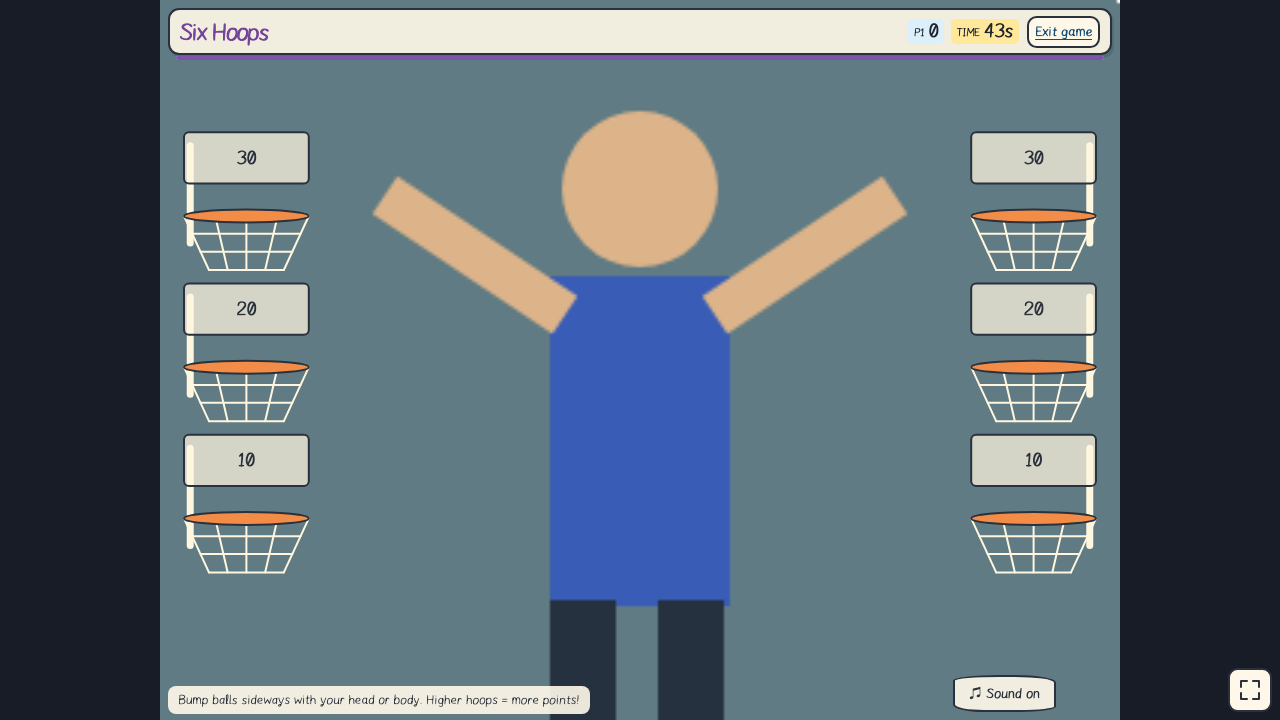 Six Hoops
P1 0
TIME 43s
Exit game
30
30
20
20
10
10
Bump balls sideways with your head or body. Higher hoops = more points!
Sound on